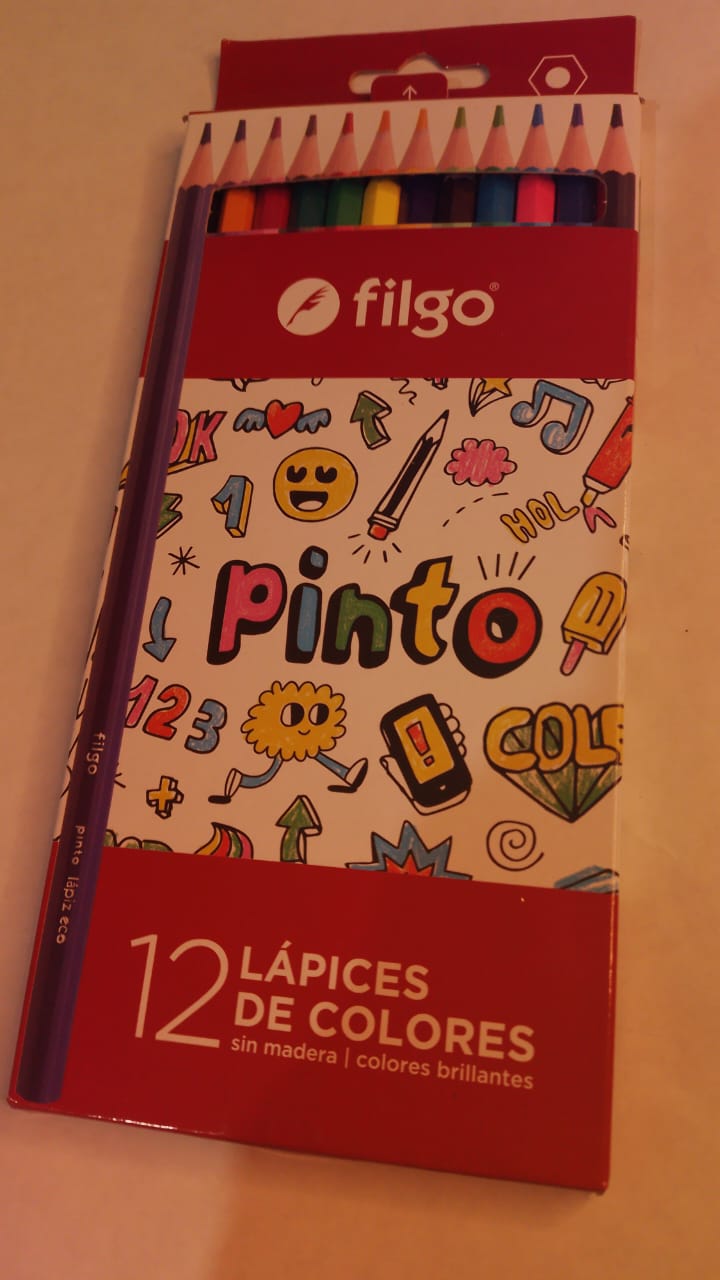 filgo®
OK
1
HOL
pinto
123
COLE
filgo pinto lápiz eco
12 LÁPICES
DE COLORES
sin madera | colores brillantes